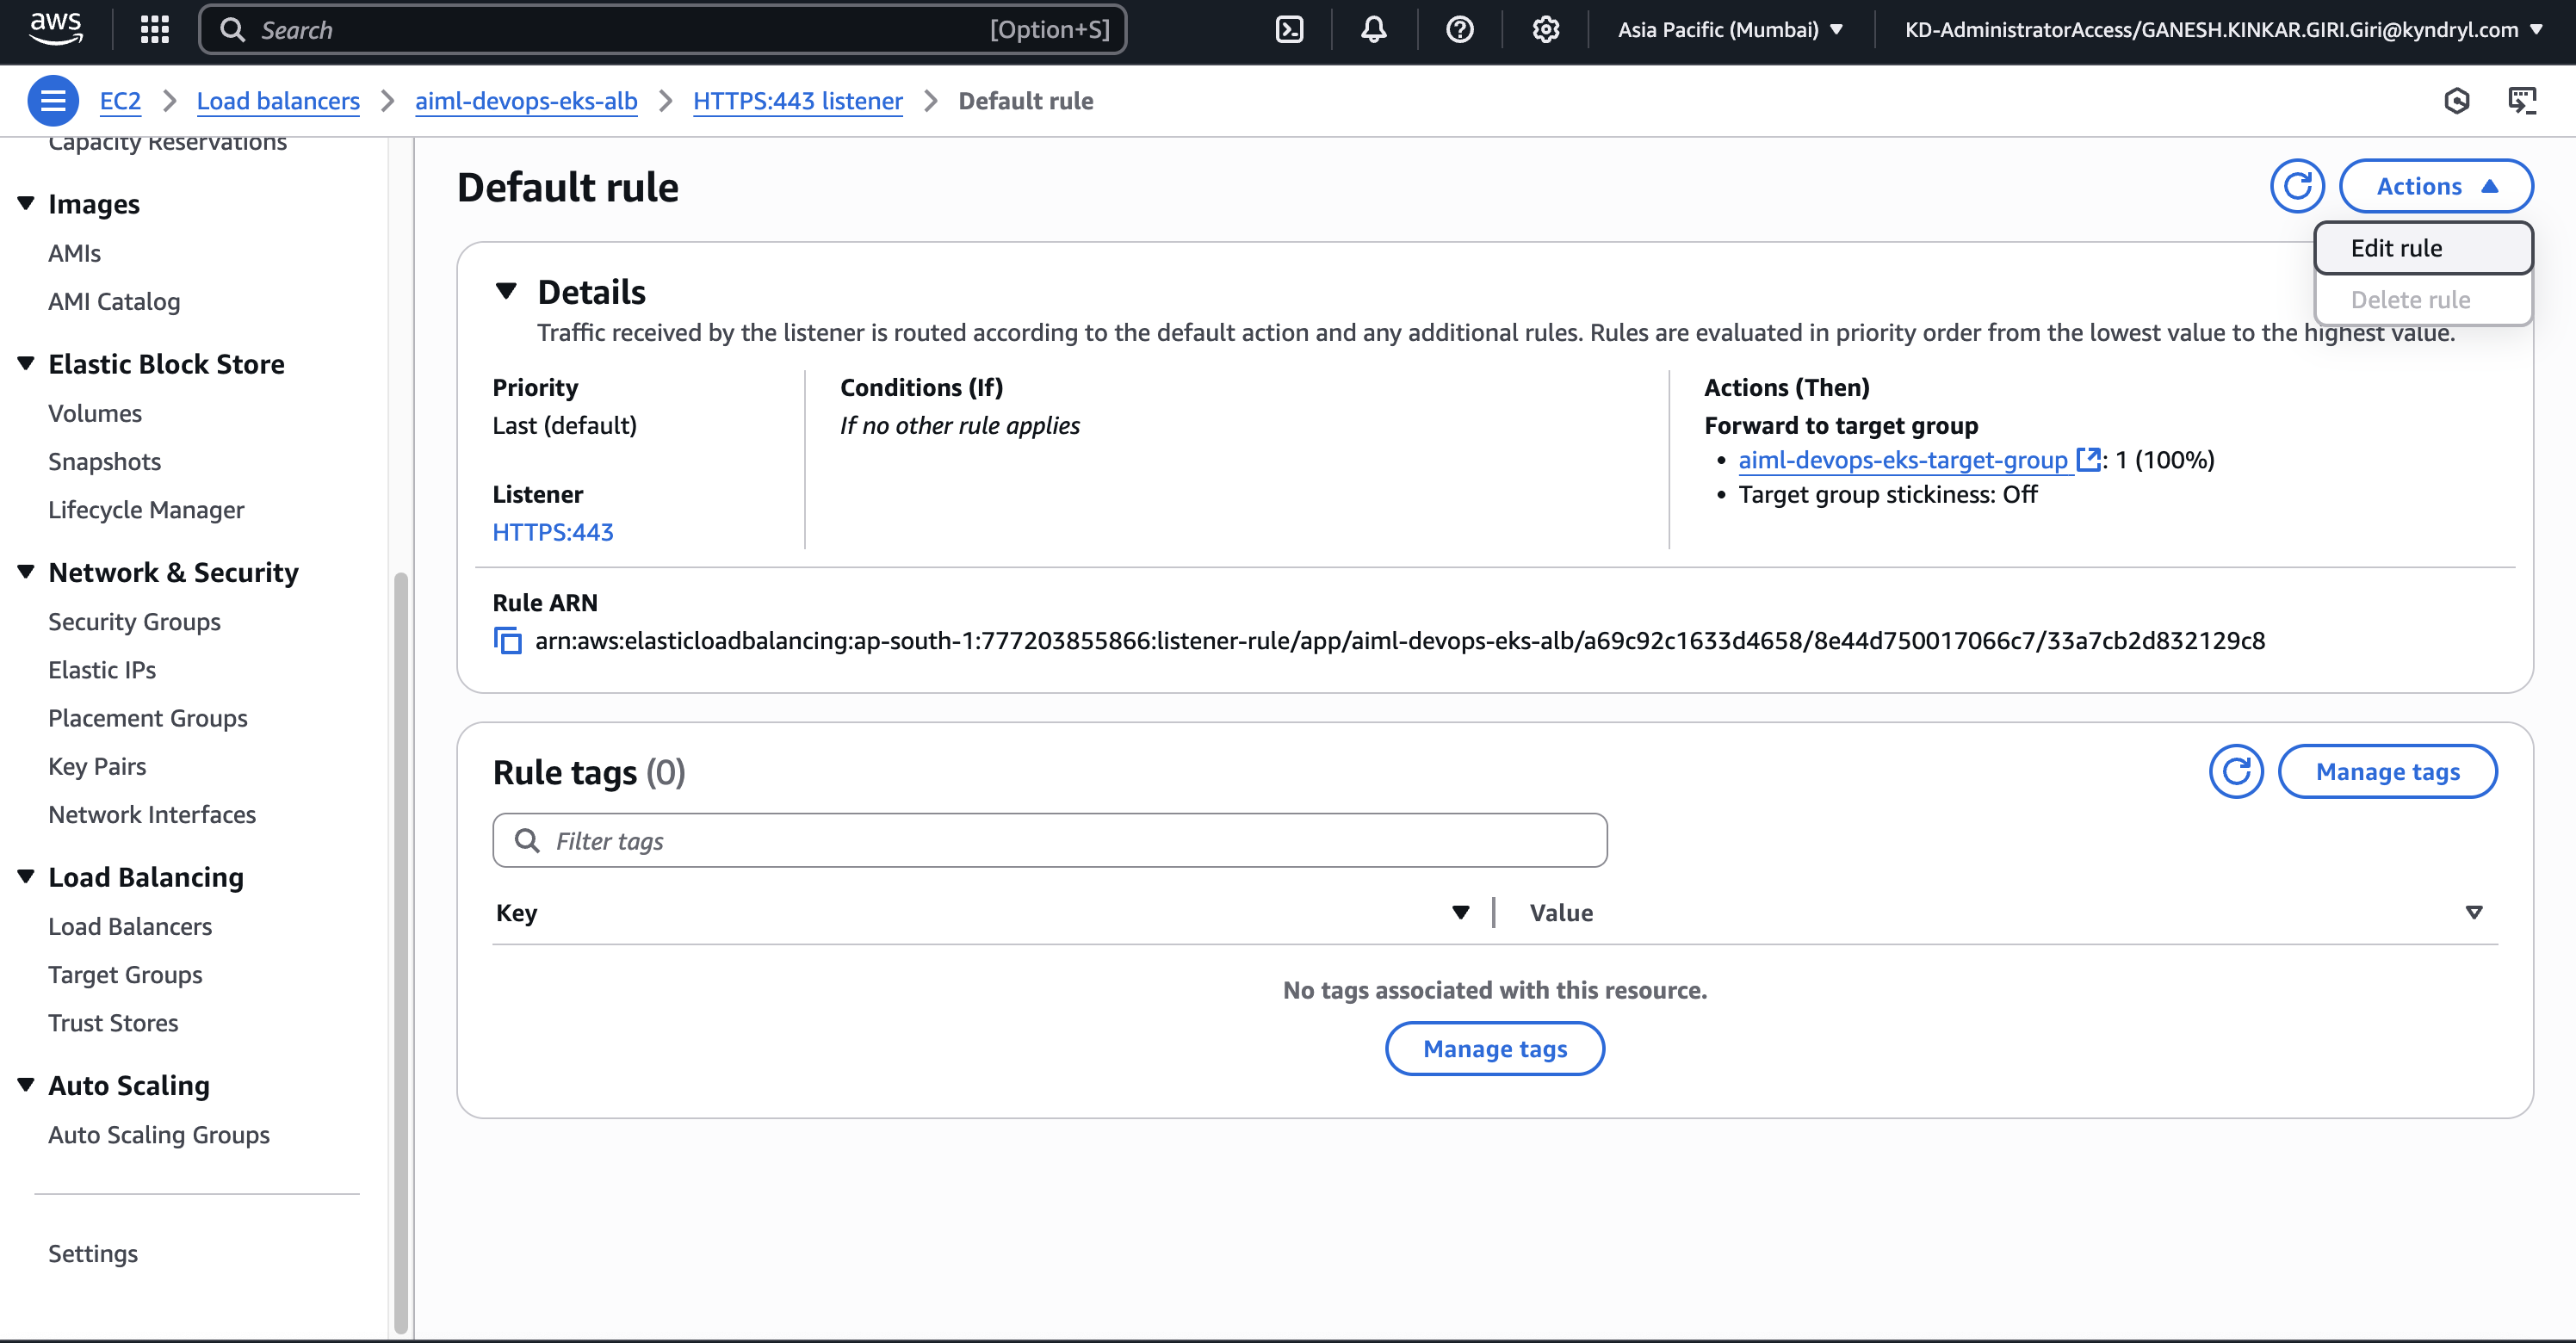 aws
Search
[Option+S]
Asia Pacific (Mumbai)
KD-AdministratorAccess/GANESH.KINKAR.GIRI.Giri@kyndryl.com
EC2
Load balancers
aiml-devops-eks-alb
HTTPS:443 listener
Default rule
Capacity Reservations
Images
AMIs
AMI Catalog
Elastic Block Store
Volumes
Snapshots
Lifecycle Manager
Network & Security
Security Groups
Elastic IPs
Placement Groups
Key Pairs
Network Interfaces
Load Balancing
Load Balancers
Target Groups
Trust Stores
Auto Scaling
Auto Scaling Groups
Settings
Default rule
Actions
Edit rule
Delete rule
Details
Traffic received by the listener is routed according to the default action and any additional rules. Rules are evaluated in priority order from the lowest value to the highest value.
Priority
Last (default)
Listener
HTTPS:443
Conditions (If)
If no other rule applies
Actions (Then)
Forward to target group
• aiml-devops-eks-target-group : 1 (100%)
• Target group stickiness: Off
Rule ARN
arn:aws:elasticloadbalancing:ap-south-1:777203855866:listener-rule/app/aiml-devops-eks-alb/a69c92c1633d4658/8e44d750017066c7/33a7cb2d832129c8
Rule tags (0)
Manage tags
Filter tags
Key
Value
No tags associated with this resource.
Manage tags